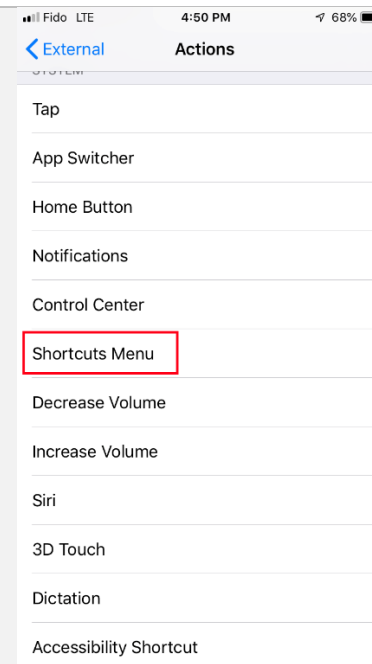 Fido LTE 4:50 PM 68%
External Actions
SYSTEM
Tap
App Switcher
Home Button
Notifications
Control Center
Shortcuts Menu
Decrease Volume
Increase Volume
Siri
3D Touch
Dictation
Accessibility Shortcut